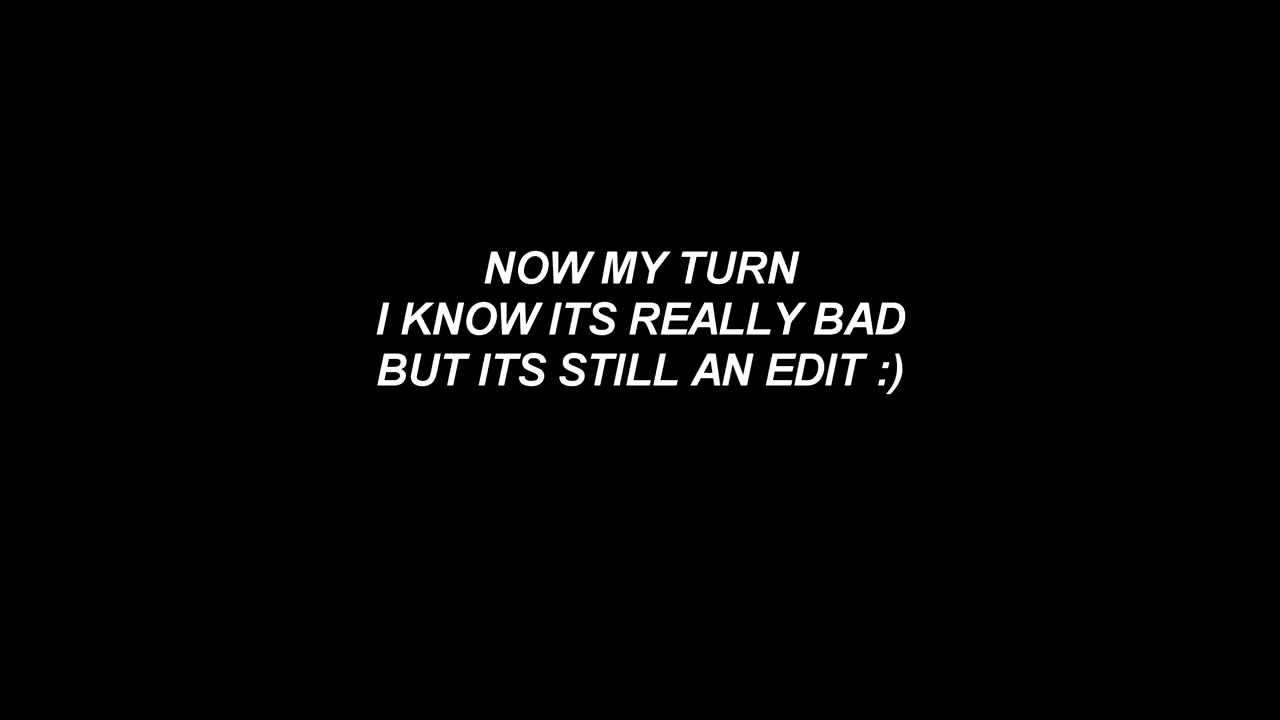 NOW MY TURN
I KNOW ITS REALLY BAD
BUT ITS STILL AN EDIT :)